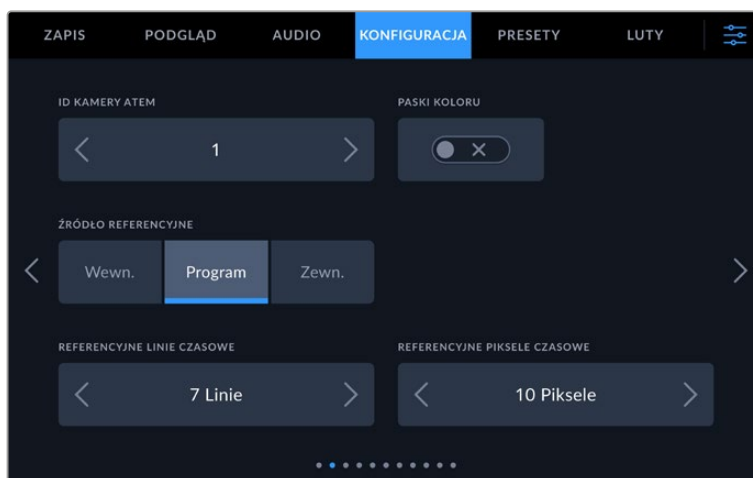 ZAPIS PODGLĄD AUDIO KONFIGURACJA PRESETY LUTY
ID KAMERY ATEM PASKI KOLORU
1
ŹRÓDŁO REFERENCYJNE
Wewn. Program Zewn.
REFERENCYJNE LINIE CZASOWE REFERENCYJNE PIKSELE CZASOWE
7 Linie 10 Piksele